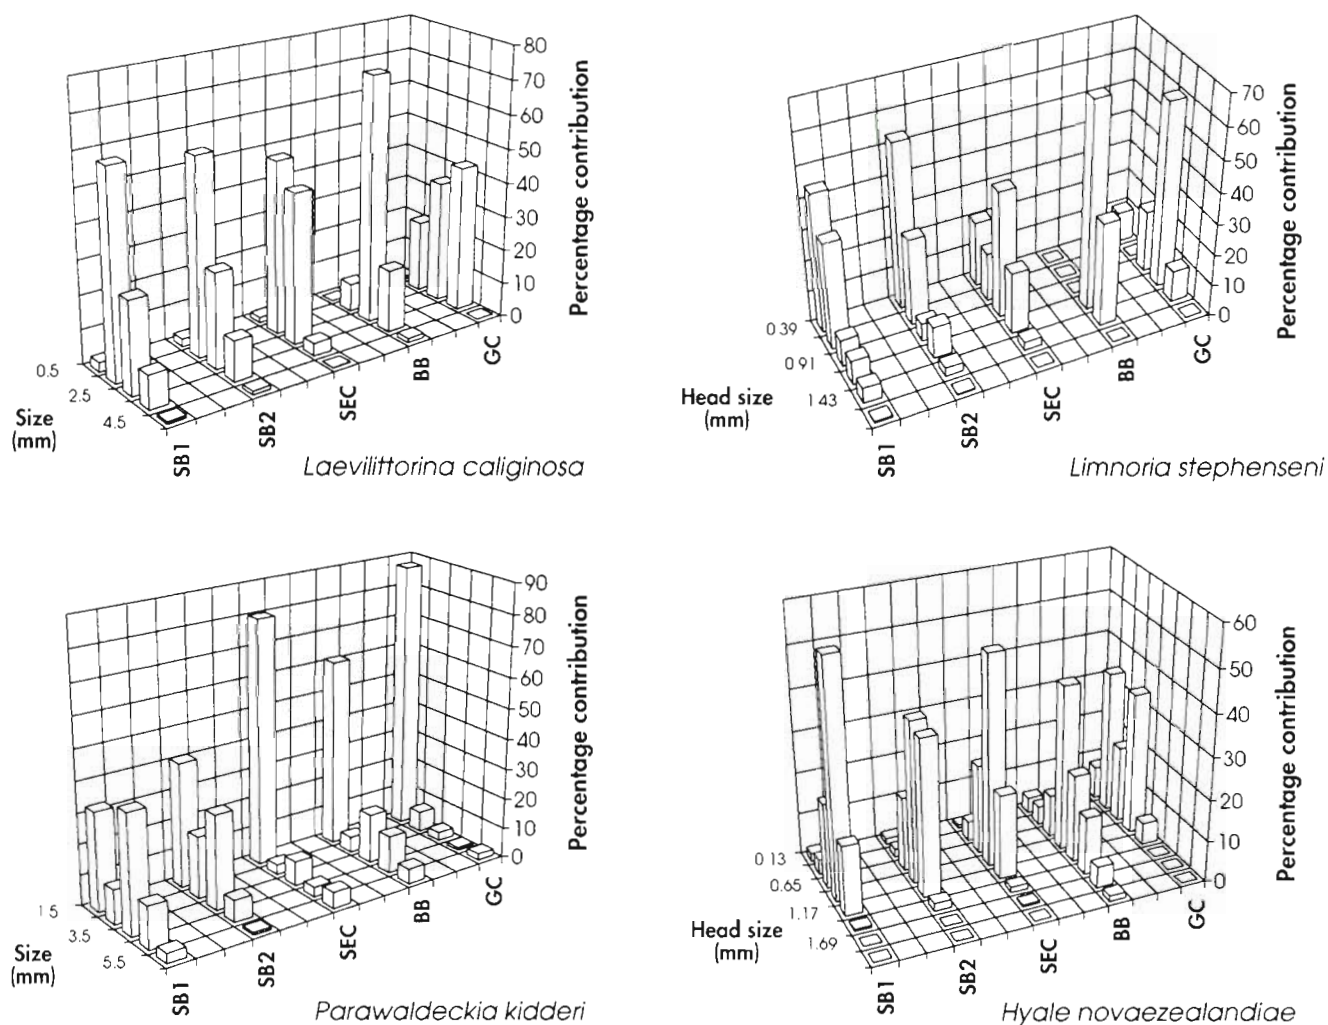 80
70
60
50
40
30
20
10
0
Percentage contribution
0.5
2.5
4.5
Size
(mm)
SB1
SB2
SEC
BB
GC
Laevilittorina caliginosa
70
60
50
40
30
20
10
0
Percentage contribution
0 39
0 91
1 43
Head size
(mm)
SB1
SB2
SEC
BB
GC
Limnoria stephenseni
90
80
70
60
50
40
30
20
10
0
Percentage contribution
1 5
3.5
5.5
Size
(mm)
SB1
SB2
SEC
BB
GC
Parawaldeckia kidderi
60
50
40
30
20
10
0
Percentage contribution
0 13
0.65
1.17
1.69
Head size
(mm)
SB1
SB2
SEC
BB
GC
Hyale novaezealandiae